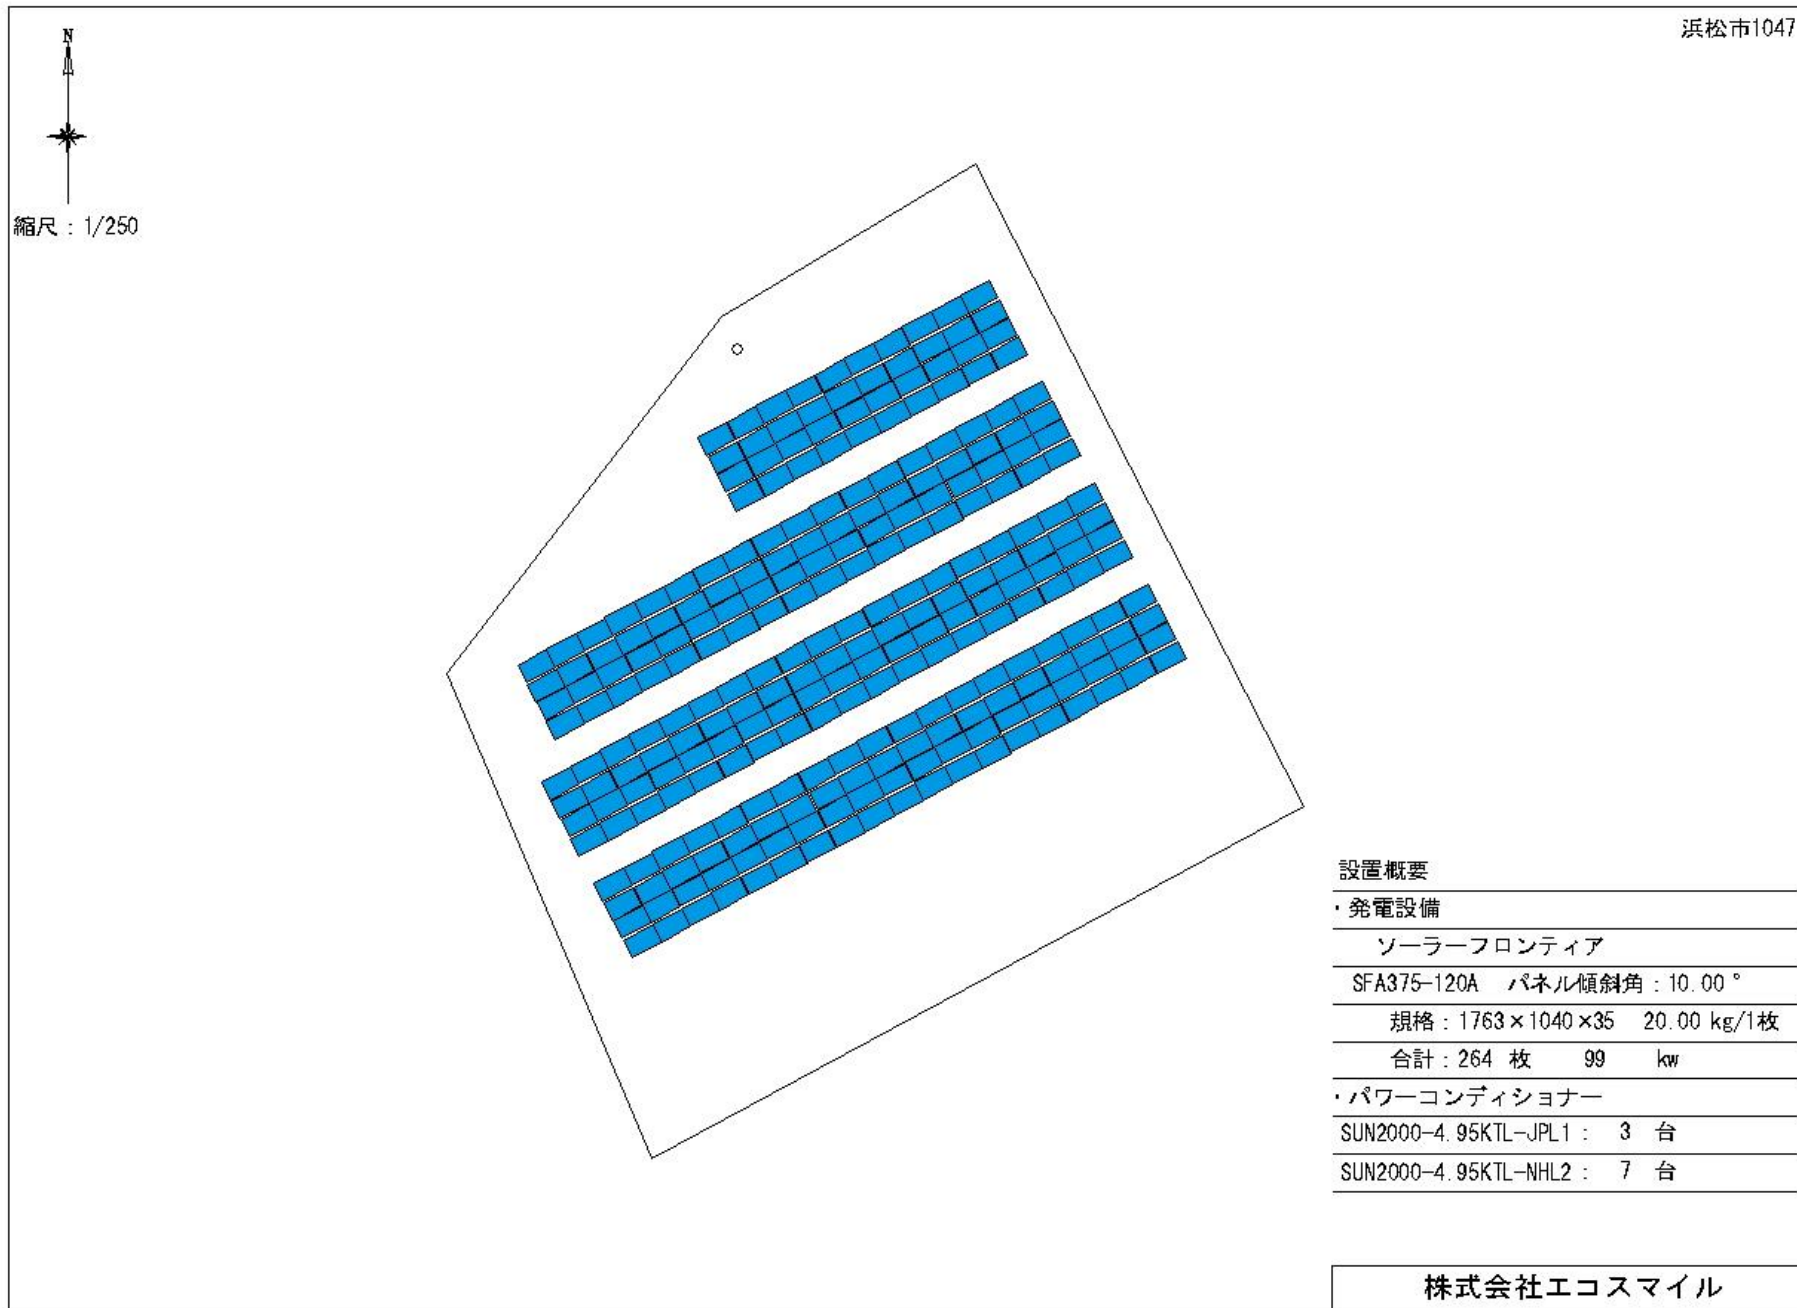 N
浜松市1047
縮尺：1/250
設置概要
・発電設備
ソーラーフロンティア
SFA375-120A　パネル傾斜角：10.00°
規格：1763×1040×35　20.00 kg/1枚
合計：264 枚　99　kw
・パワーコンディショナー
SUN2000-4.95KTL-JPL1：　3　台
SUN2000-4.95KTL-NHL2：　7　台
株式会社エコスマイル